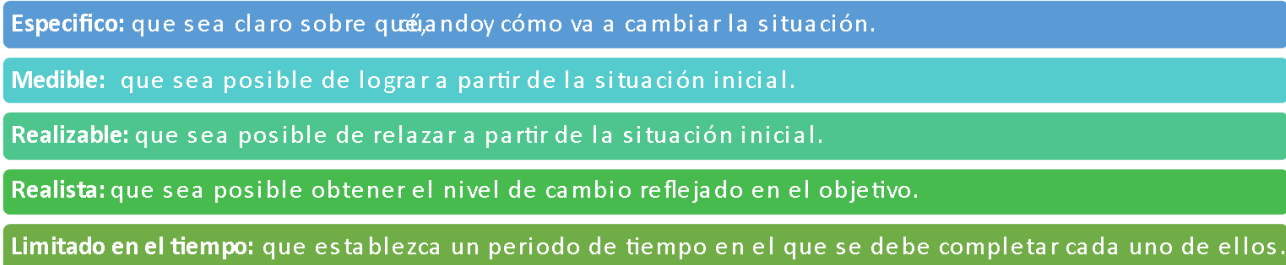 Especifico: que sea claro sobre qué, cuándo y cómo va a cambiar la situación.
Medible: que sea posible de lograr a partir de la situación inicial.
Realizable: que sea posible de relazar a partir de la situación inicial.
Realista: que sea posible obtener el nivel de cambio reflejado en el objetivo.
Limitado en el tiempo: que establezca un periodo de tiempo en el que se debe completar cada uno de ellos.